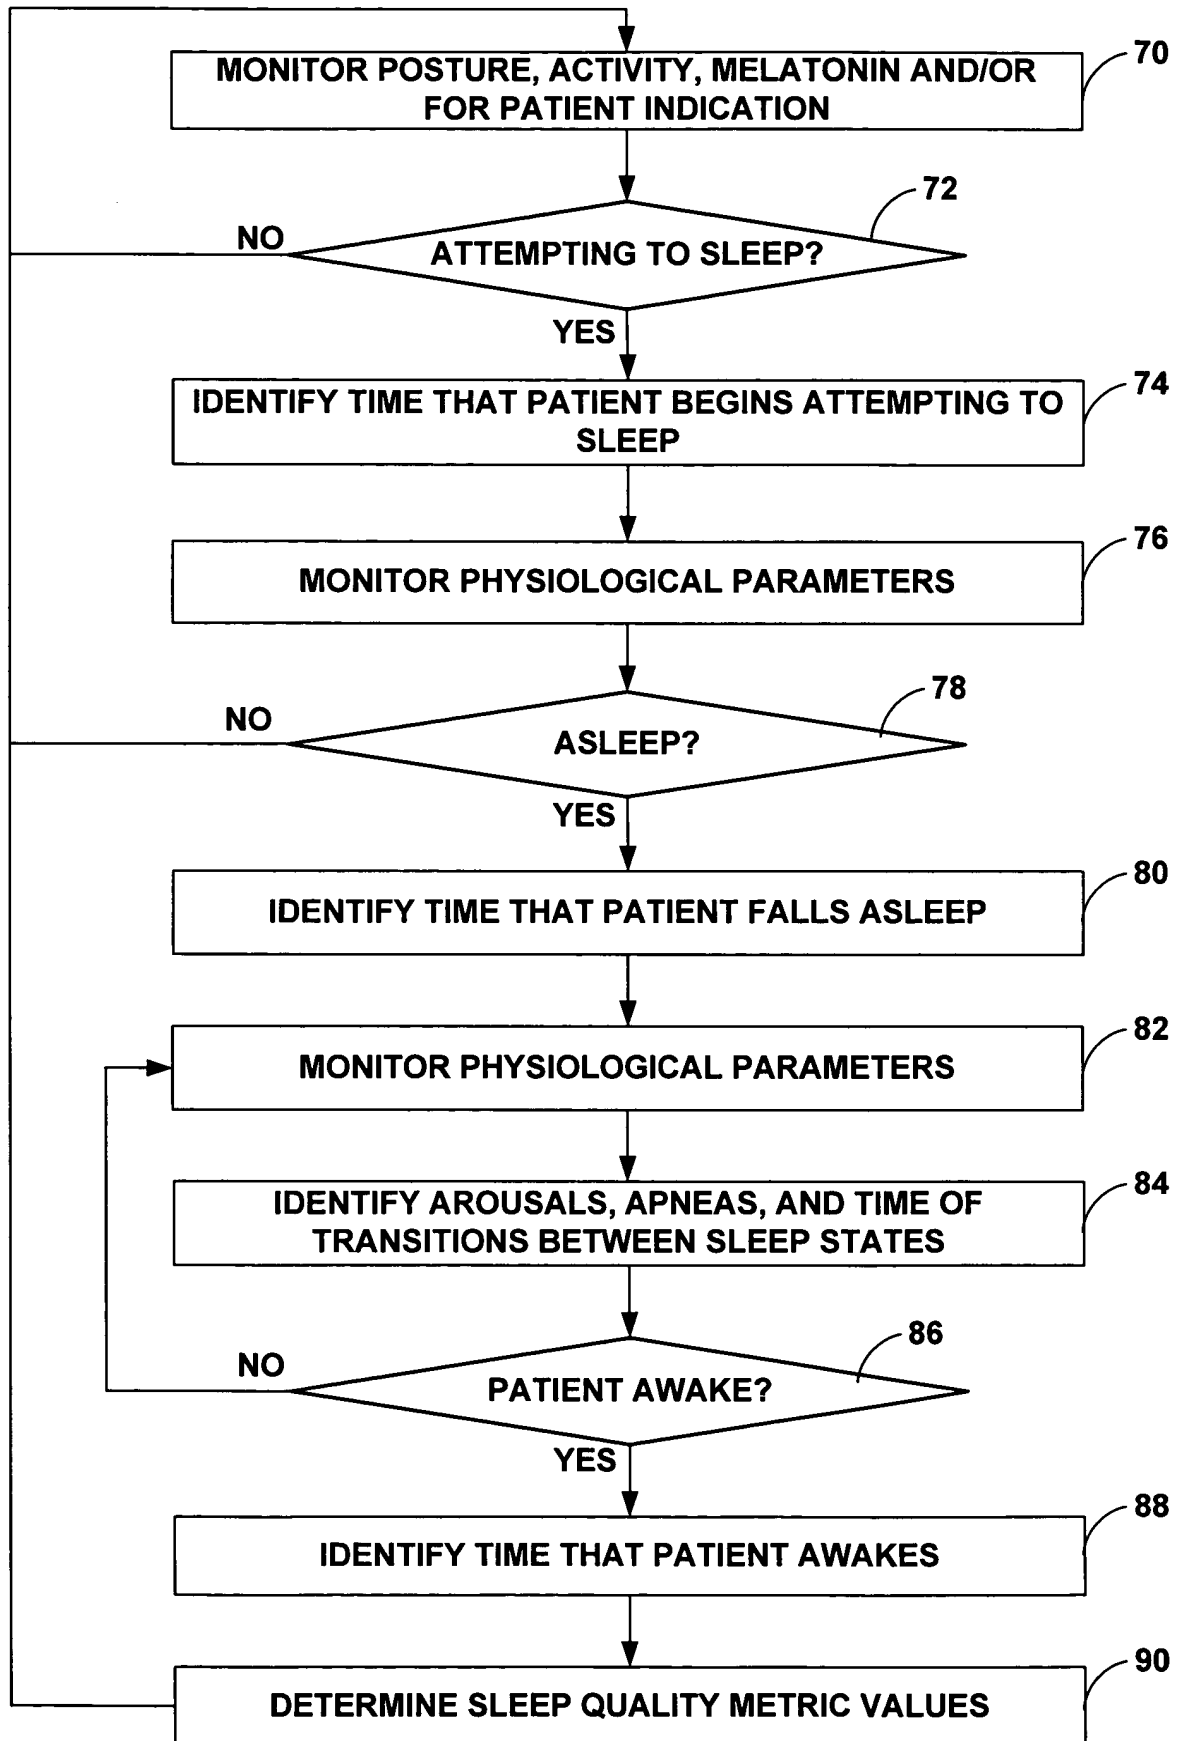 70
MONITOR POSTURE, ACTIVITY, MELATONIN AND/OR
FOR PATIENT INDICATION
72
NO
ATTEMPTING TO SLEEP?
YES
74
IDENTIFY TIME THAT PATIENT BEGINS ATTEMPTING TO
SLEEP
76
MONITOR PHYSIOLOGICAL PARAMETERS
78
NO
ASLEEP?
YES
80
IDENTIFY TIME THAT PATIENT FALLS ASLEEP
82
MONITOR PHYSIOLOGICAL PARAMETERS
84
IDENTIFY AROUSALS, APNEAS, AND TIME OF
TRANSITIONS BETWEEN SLEEP STATES
86
NO
PATIENT AWAKE?
YES
88
IDENTIFY TIME THAT PATIENT AWAKES
90
DETERMINE SLEEP QUALITY METRIC VALUES